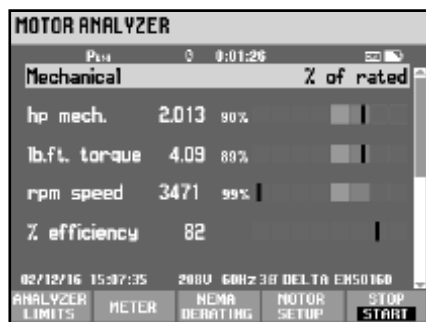 MOTOR ANALYZER
0:01:26
Mechanical % of rated
hp mech. 2.013 90%
lb.ft. torque 4.09 89%
rpm speed 3471 99%
% efficiency 82
02/12/16 15:07:35 208V 60Hz 3Ø DELTA EN50160
ANALYZER LIMITS
METER
NEMA DERATING
MOTOR SETUP
STOP START